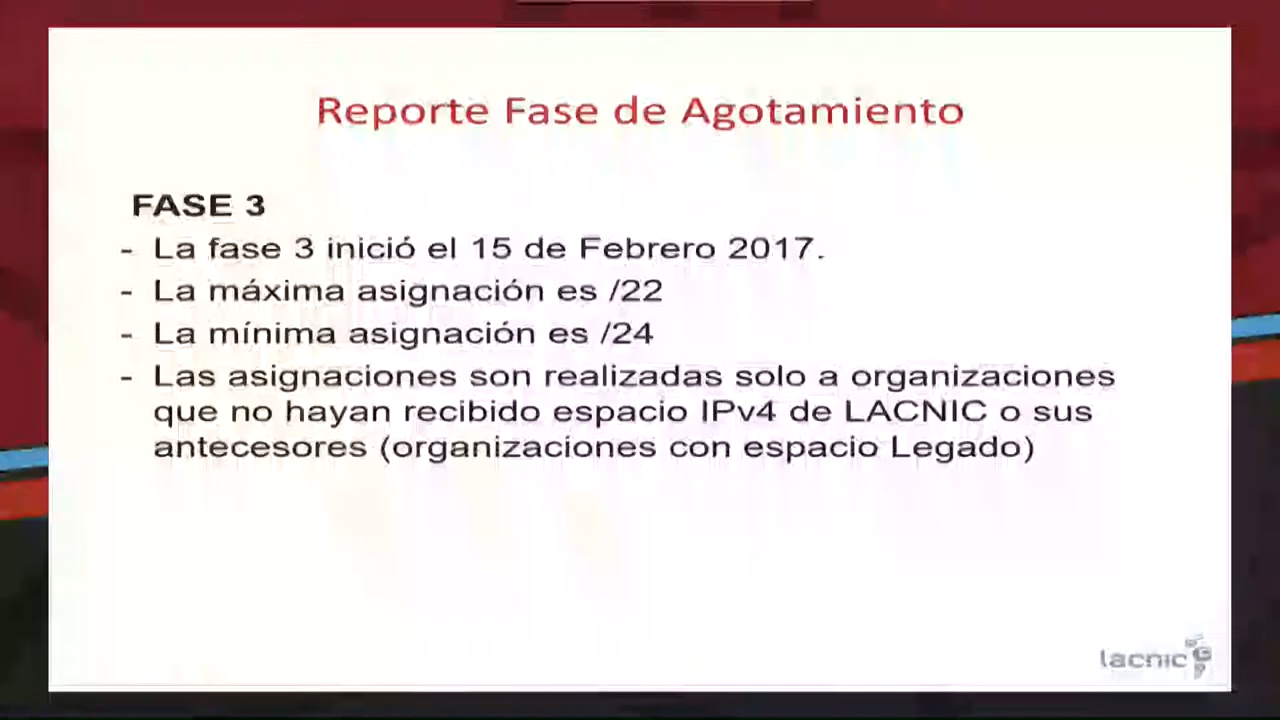 Reporte Fase de Agotamiento
FASE 3
- La fase 3 inició el 15 de Febrero 2017.
- La máxima asignación es /22
- La mínima asignación es /24
- Las asignaciones son realizadas solo a organizaciones
que no hayan recibido espacio IPv4 de LACNIC o sus
antecesores (organizaciones con espacio Legado)
lacnic